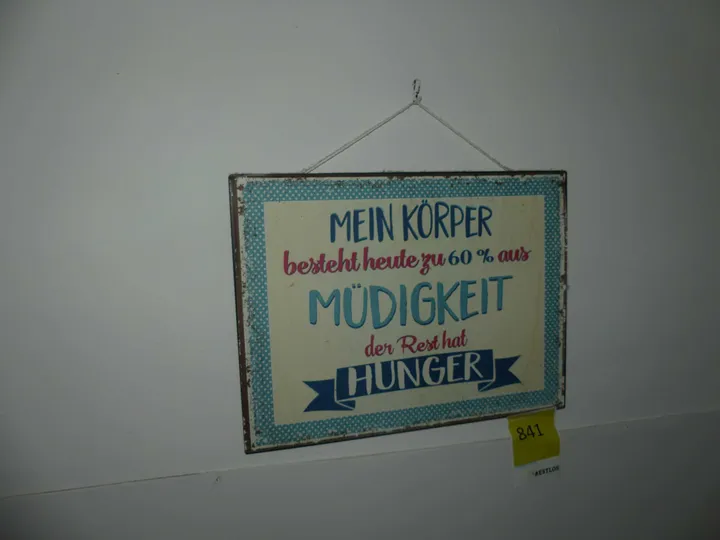 MEIN KÖRPER
besteht heute zu 60 % aus
MÜDIGKEIT
der Rest hat
HUNGER
841